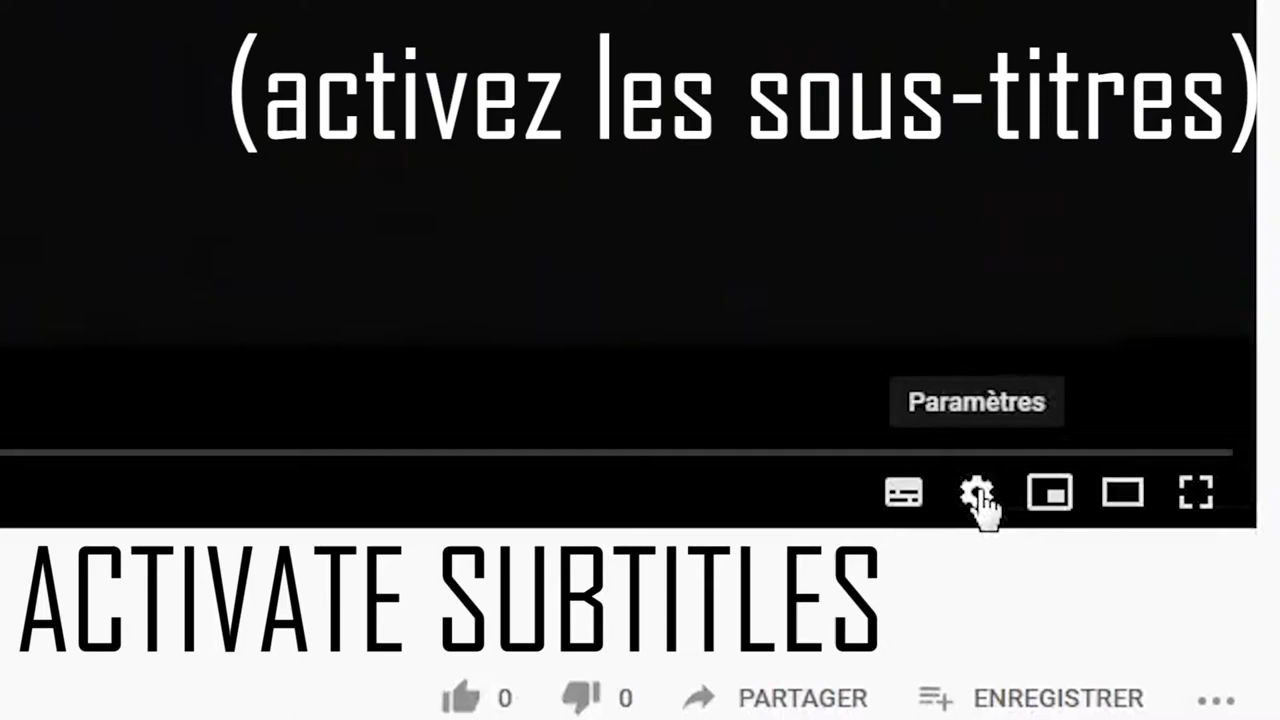 (activez les sous-titres)
Paramètres
ACTIVATE SUBTITLES
0 0 PARTAGER ENREGISTRER